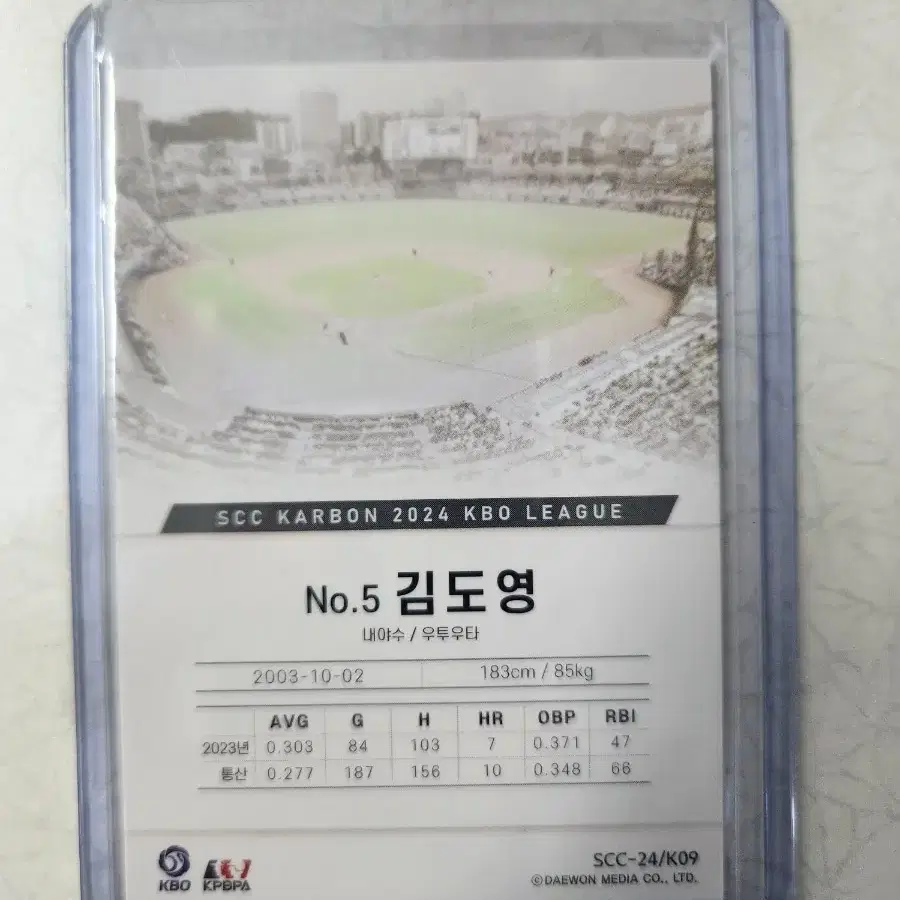 SCC KARBON 2024 KBO LEAGUE
No.5 김도영
내야수 / 우투우타
2003-10-02 183cm / 85kg
AVG G H HR OBP RBI
2023년 0.303 84 103 7 0.371 47
통산 0.277 187 156 10 0.348 66
KBO KPBPA
SCC-24/K09
©DAEWON MEDIA CO., LTD.